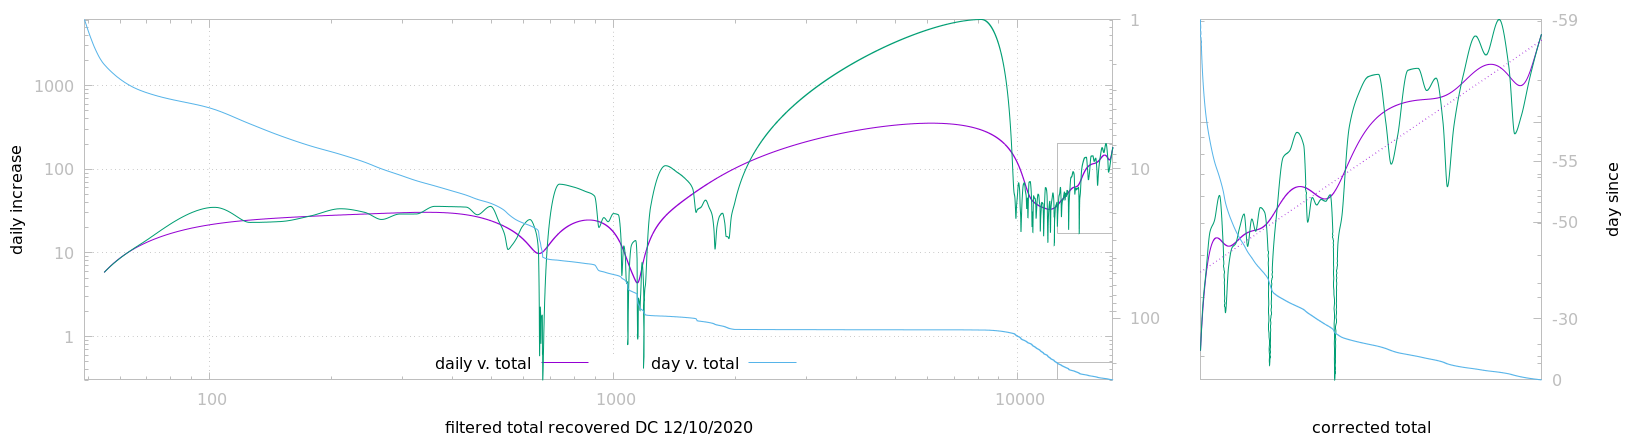 1000
100
10
1
daily increase
100
1000
10000
1
10
100
daily v. total
day v. total
filtered total recovered DC 12/10/2020
-59
-55
-50
-30
0
day since
corrected total